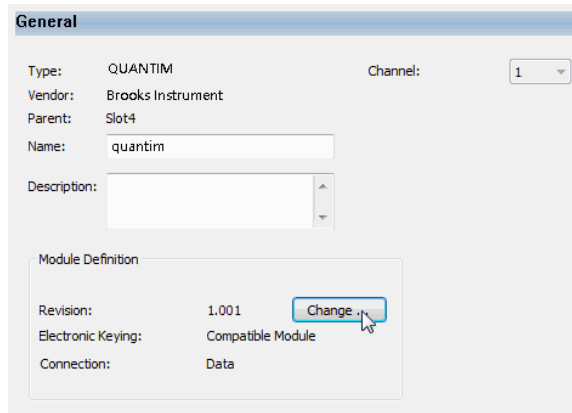 General
Type: QUANTIM Channel: 1
Vendor: Brooks Instrument
Parent: Slot4
Name: quantim
Description:
Module Definition
Revision: 1.001 Change ...
Electronic Keying: Compatible Module
Connection: Data